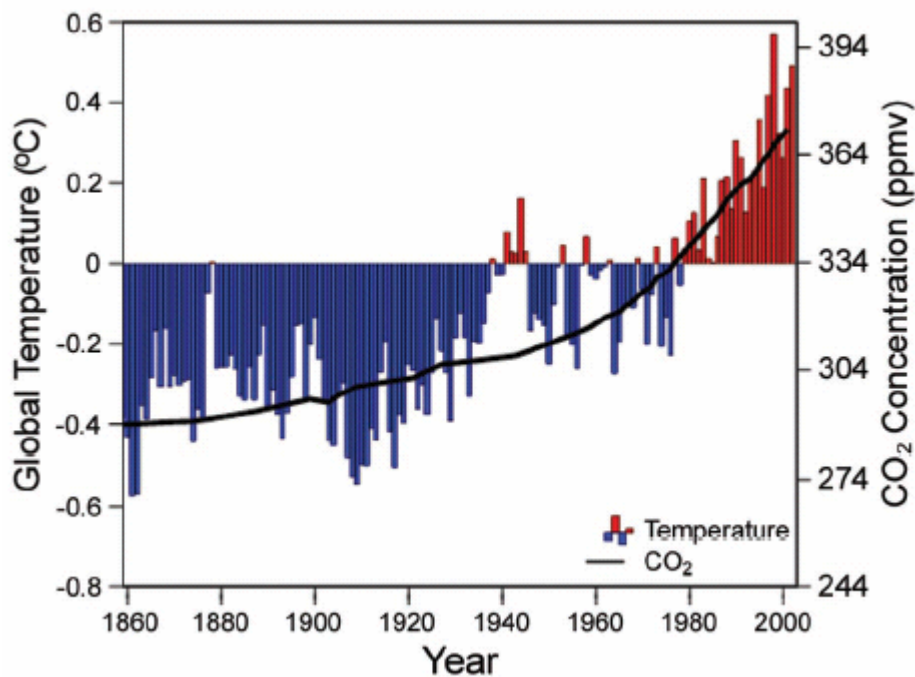 Global Temperature (ºC)
0.6
0.4
0.2
0
-0.2
-0.4
-0.6
-0.8
394
364
334
304
274
244
CO₂ Concentration (ppmv)
Temperature
CO₂
1860 1880 1900 1920 1940 1960 1980 2000
Year